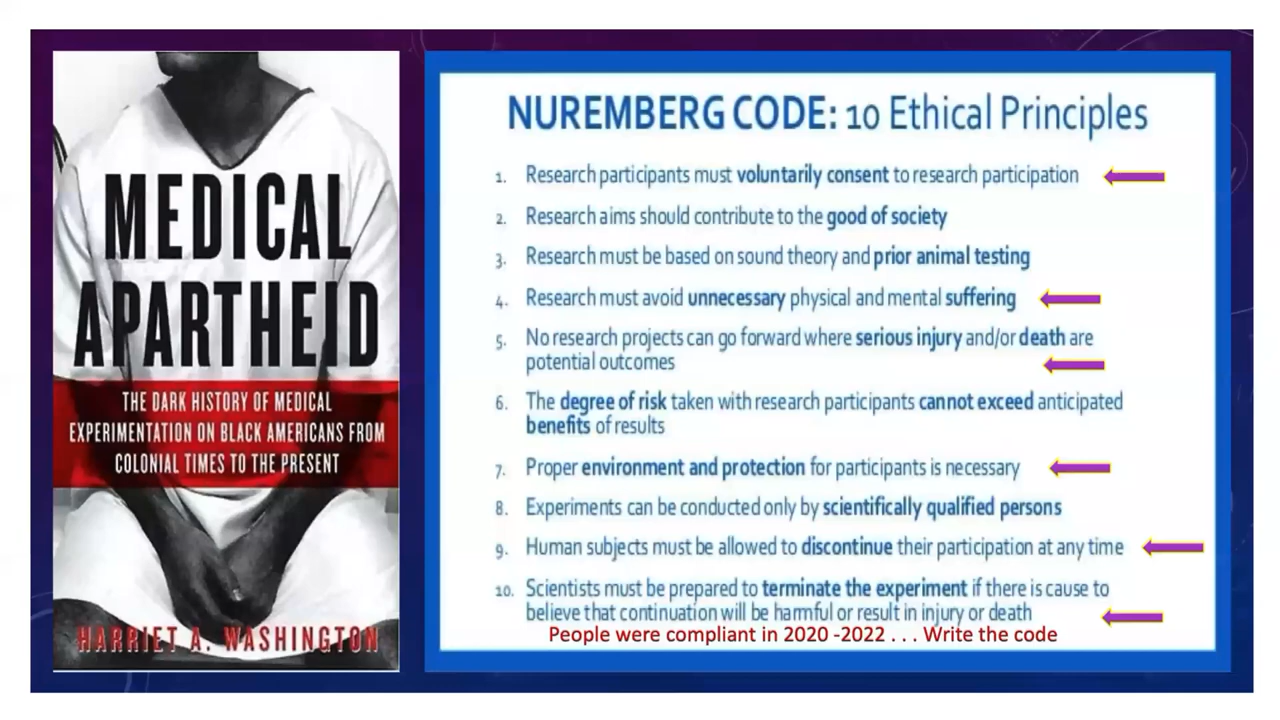 MEDICAL
APARTHEID
THE DARK HISTORY OF MEDICAL
EXPERIMENTATION ON BLACK AMERICANS FROM
COLONIAL TIMES TO THE PRESENT
HARRIET A. WASHINGTON
NUREMBERG CODE: 10 Ethical Principles
1. Research participants must voluntarily consent to research participation
2. Research aims should contribute to the good of society
3. Research must be based on sound theory and prior animal testing
4. Research must avoid unnecessary physical and mental suffering
5. No research projects can go forward where serious injury and/or death are
potential outcomes
6. The degree of risk taken with research participants cannot exceed anticipated
benefits of results
7. Proper environment and protection for participants is necessary
8. Experiments can be conducted only by scientifically qualified persons
9. Human subjects must be allowed to discontinue their participation at any time
10. Scientists must be prepared to terminate the experiment if there is cause to
believe that continuation will be harmful or result in injury or death
People were compliant in 2020 -2022 . . . Write the code